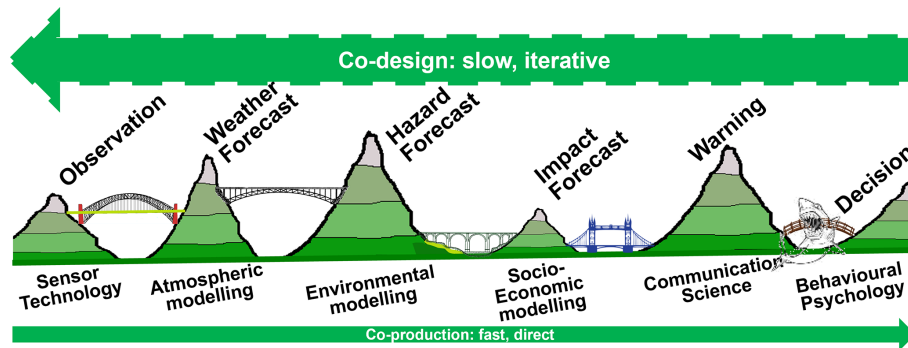 Co-design: slow, iterative
Observation
Weather
Forecast
Hazard
Forecast
Impact
Forecast
Warning
Decision
Sensor
Technology
Atmospheric
modelling
Environmental
modelling
Socio-
Economic
modelling
Communication
Science
Behavioural
Psychology
Co-production: fast, direct